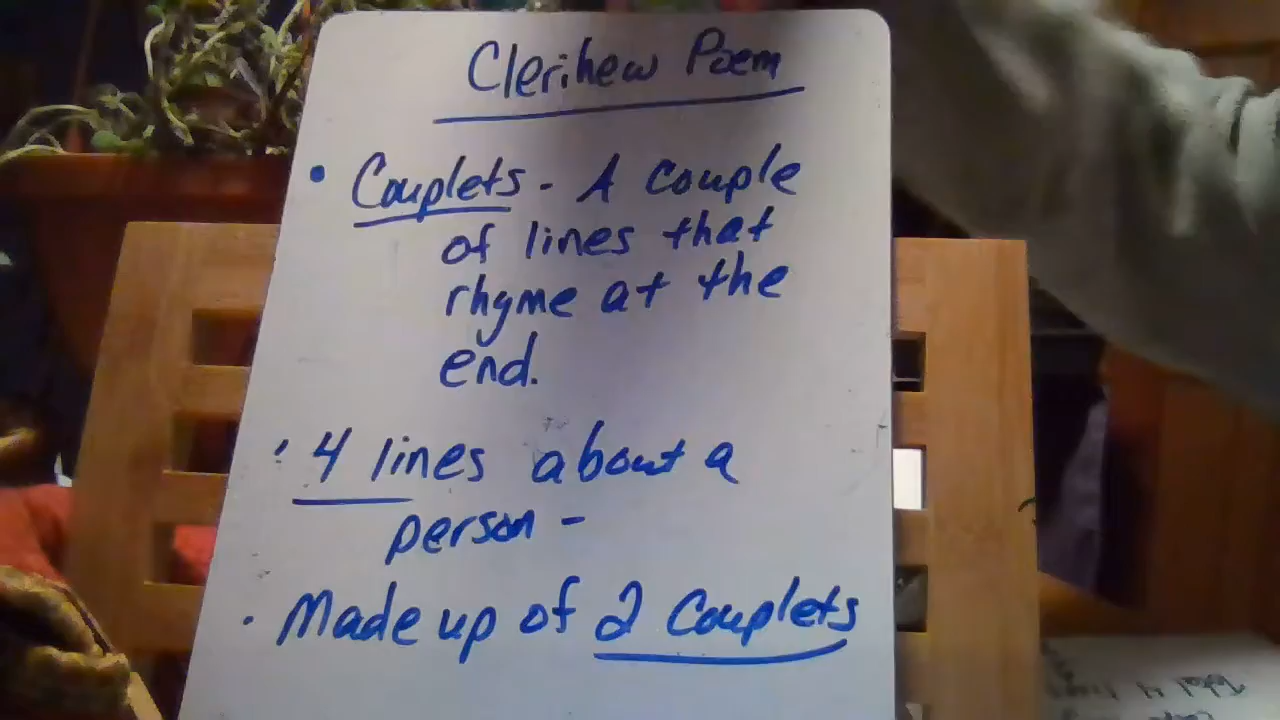 Clerihew Poem
• Couplets - A couple
of lines that
rhyme at the
end.
• 4 lines about a
person -
• Made up of 2 Couplets